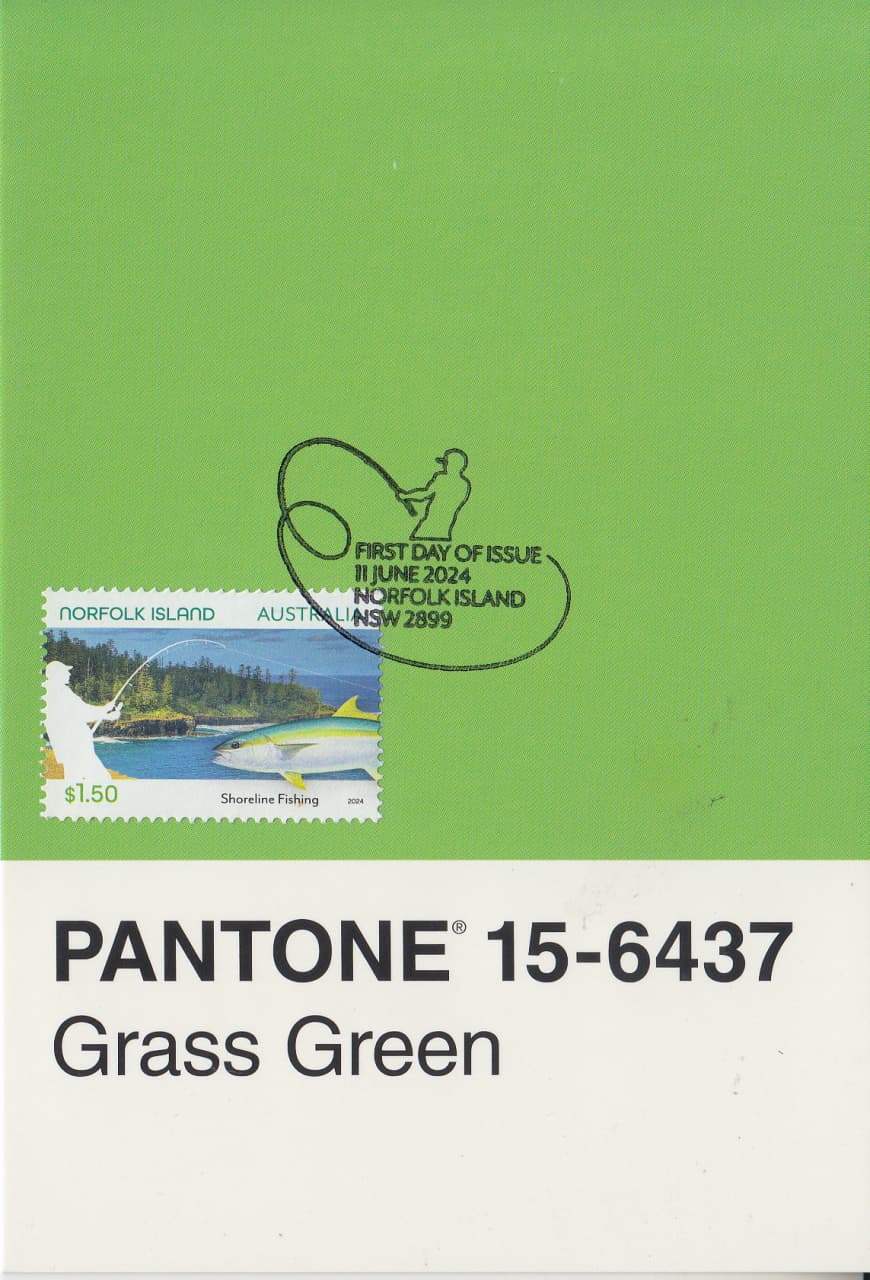 FIRST DAY OF ISSUE
11 JUNE 2024
NORFOLK ISLAND
NSW 2899
NORFOLK ISLAND AUSTRALIA
$1.50 Shoreline Fishing 2024
PANTONE® 15-6437
Grass Green